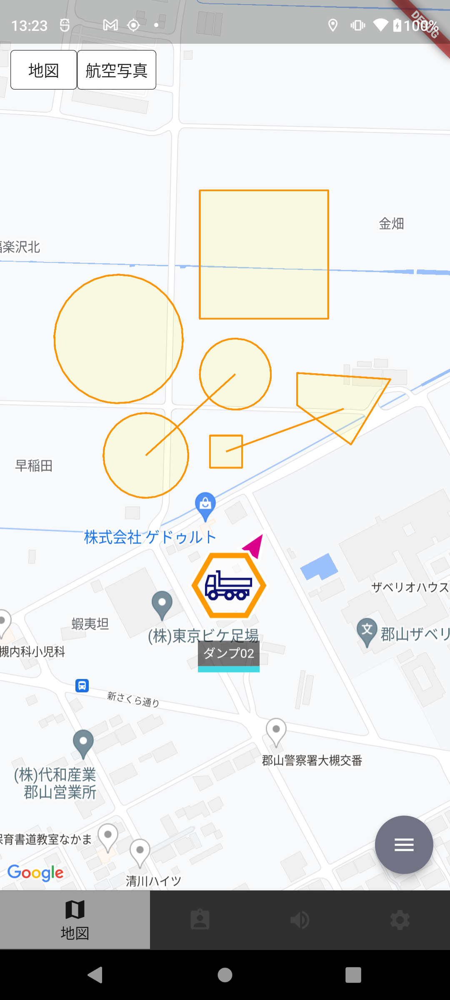 13:23
100%
DEBUG
地図
航空写真
金畑
福楽沢北
早稲田
株式会社 ゲドゥルト
ザベリオハウス
蝦夷坦
(株)東京ビケ足場
郡山ザベリ
槻内科小児科
ダンプ02
新さくら通り
郡山警察署大槻交番
(株)代和産業
郡山営業所
育書道教室なかま
Google
清川ハイツ
地図